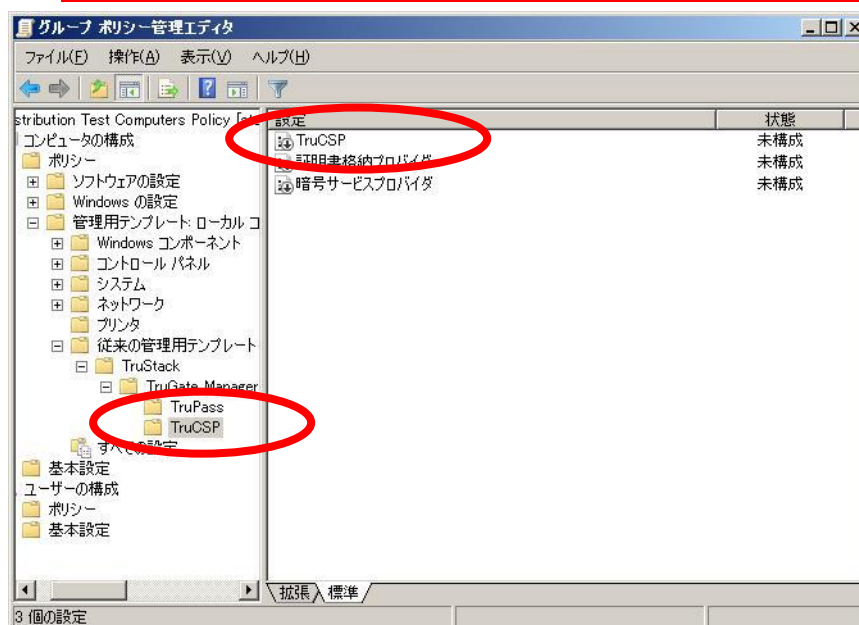 グループ ポリシー管理エディタ
ファイル(F) 操作(A) 表示(V) ヘルプ(H)
stribution Test Computers Policy
コンピュータの構成
ポリシー
ソフトウェアの設定
Windows の設定
管理用テンプレート: ローカル コ
Windows コンポーネント
コントロール パネル
システム
ネットワーク
プリンタ
従来の管理用テンプレート
TruStack
TruGate Manager
TruPass
TruCSP
すべての設定
基本設定
ユーザーの構成
ポリシー
基本設定
設定 状態
TruCSP 未構成
証明書格納プロバイダ 未構成
暗号サービスプロバイダ 未構成
拡張 標準
3 個の設定